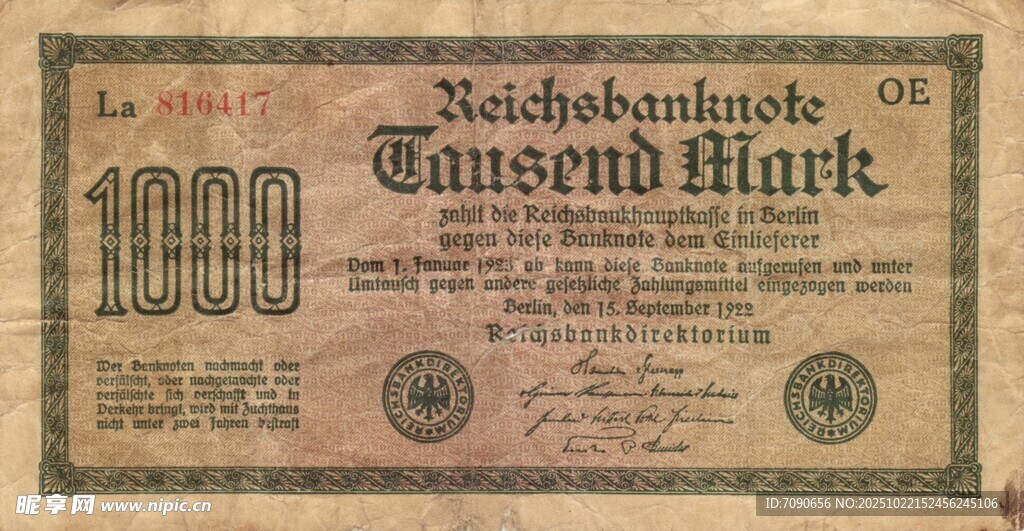 La 816417
OE
Reichsbanknote
Tausend Mark
1000
zahlt die Reichsbankhauptkasse in Berlin
gegen diese Banknote dem Einlieferer
Vom 1. Januar 1923 ab kann diese Banknote aufgerufen und unter
Umtausch gegen andere gesetzliche Zahlungsmittel eingezogen werden
Berlin, den 15. September 1922
Reichsbankdirektorium
Wer Banknoten nachmacht oder
verfälscht, oder nachgemachte oder
verfälschte sich verschafft und in
Verkehr bringt, wird mit Zuchthaus
nicht unter zwei Jahren bestraft
REICHSBANKDIREKTORIUM
REICHSBANKDIREKTORIUM
昵享网 www.nipic.cn
ID:7090656 NO:20251022152456245106